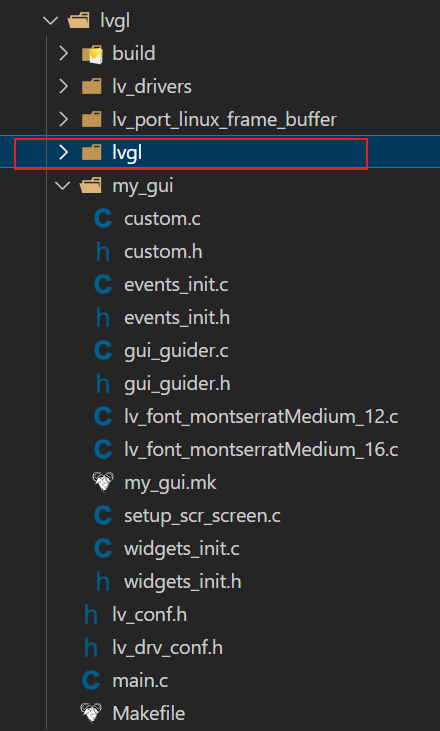 lvgl
build
lv_drivers
lv_port_linux_frame_buffer
lvgl
my_gui
C custom.c
h custom.h
C events_init.c
h events_init.h
C gui_guider.c
h gui_guider.h
C lv_font_montserratMedium_12.c
C lv_font_montserratMedium_16.c
my_gui.mk
C setup_scr_screen.c
C widgets_init.c
h widgets_init.h
h lv_conf.h
h lv_drv_conf.h
C main.c
Makefile